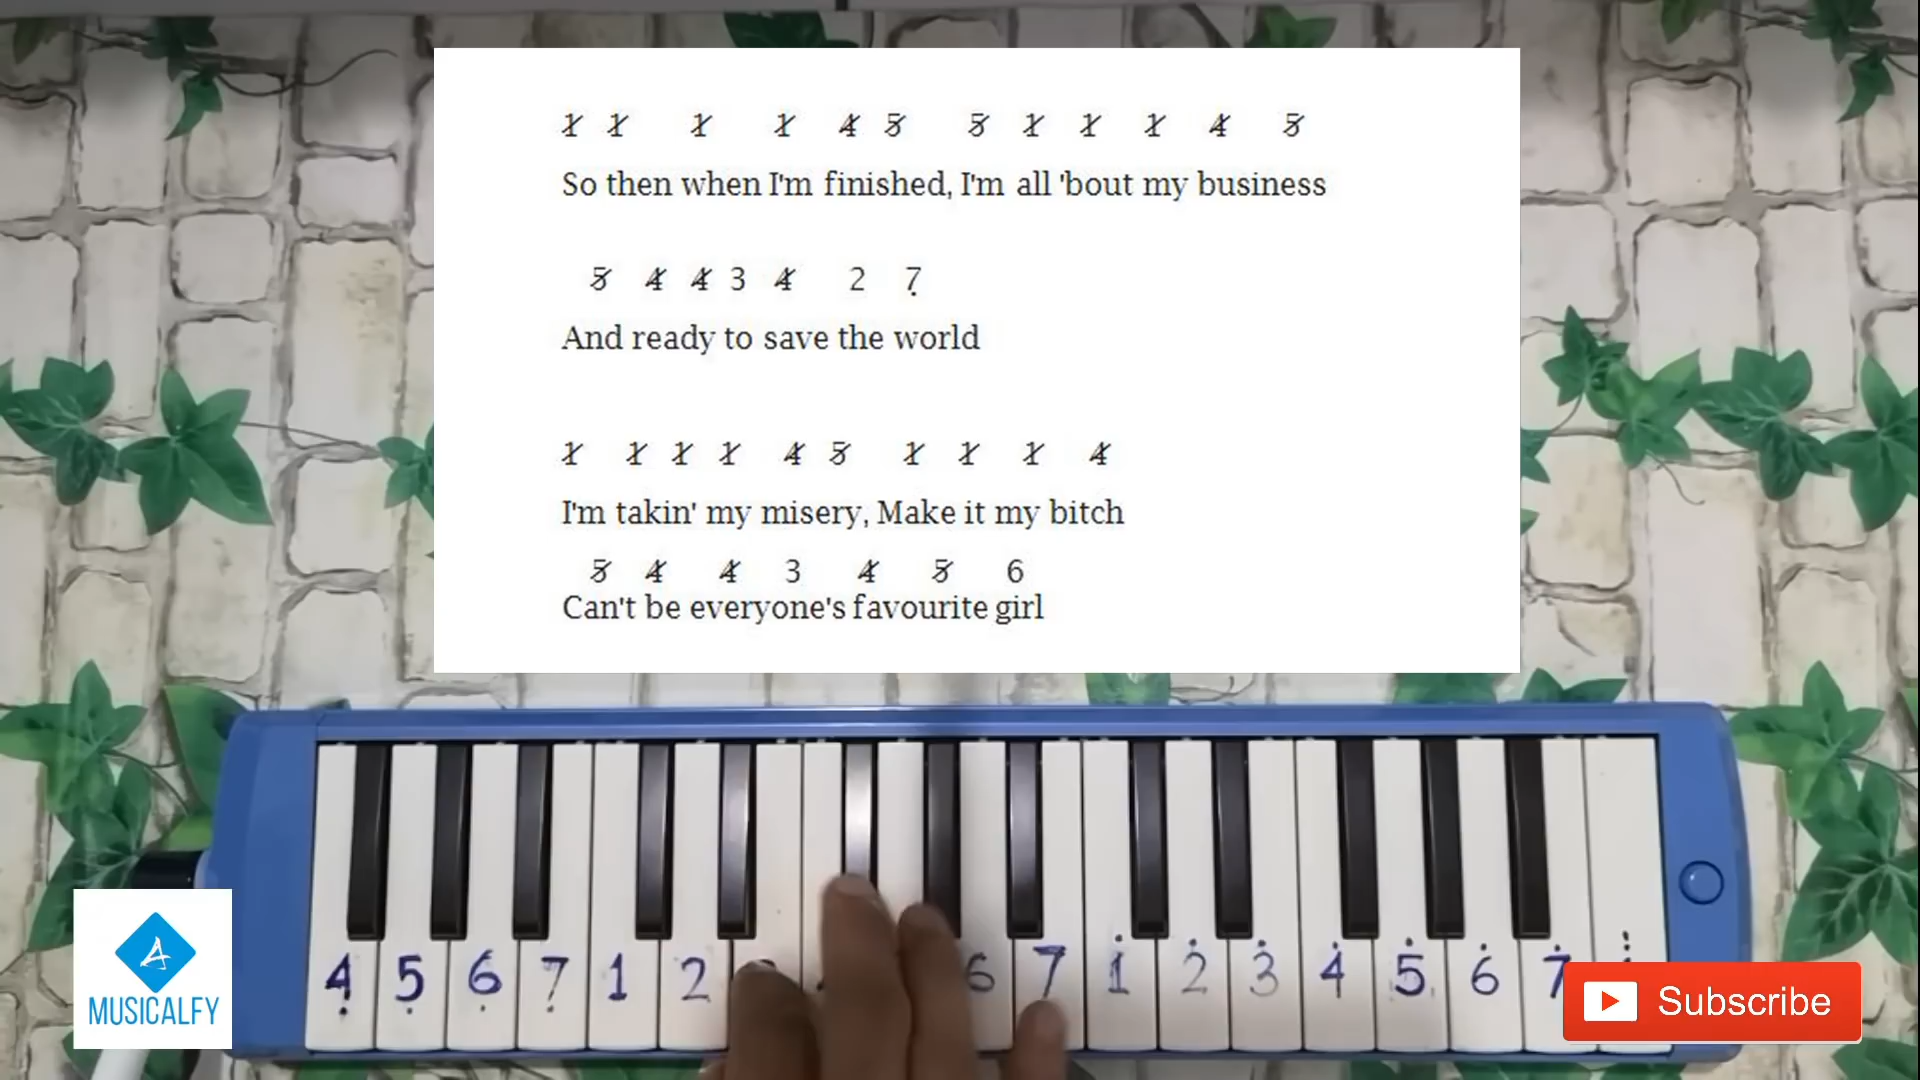 1̸ 1̸ 1̸ 1̸ 4̸ 5̸ 5̸ 1̸ 1̸ 1̸ 4̸ 5̸
So then when I'm finished, I'm all 'bout my business
5̸ 4̸ 4̸ 3 4̸ 2 7̣
And ready to save the world
1̸ 1̸ 1̸ 1̸ 4̸ 5̸ 1̸ 1̸ 1̸ 4̸
I'm takin' my misery, Make it my bitch
5̸ 4̸ 4̸ 3 4̸ 5̸ 6
Can't be everyone's favourite girl
4̣ 5̣ 6̣ 7̣ 1 2 6 7 1̇ 2̇ 3̇ 4̇ 5̇ 6̇ 7̇
MUSICALFY
Subscribe